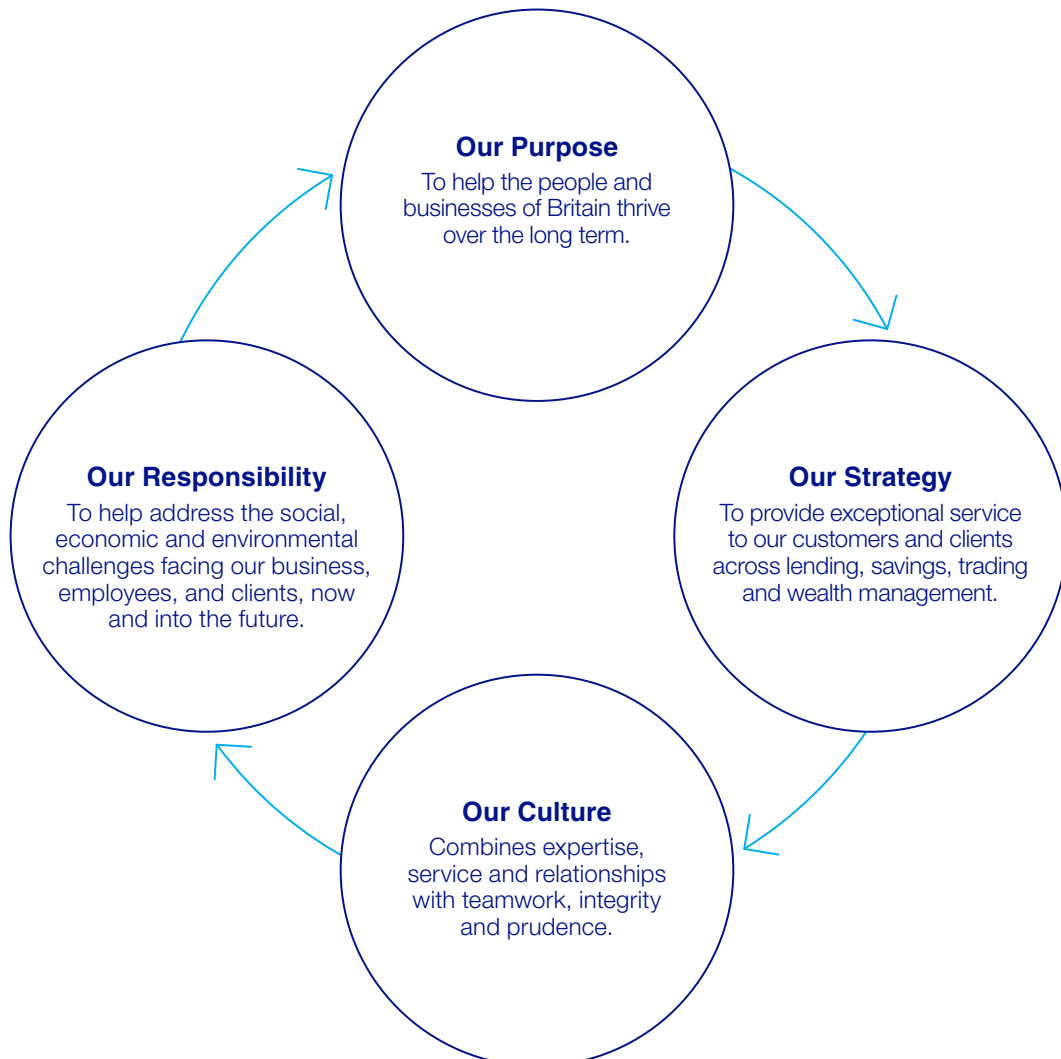 Our Purpose
To help the people and
businesses of Britain thrive
over the long term.
Our Strategy
To provide exceptional service
to our customers and clients
across lending, savings, trading
and wealth management.
Our Culture
Combines expertise,
service and relationships
with teamwork, integrity
and prudence.
Our Responsibility
To help address the social,
economic and environmental
challenges facing our business,
employees, and clients, now
and into the future.